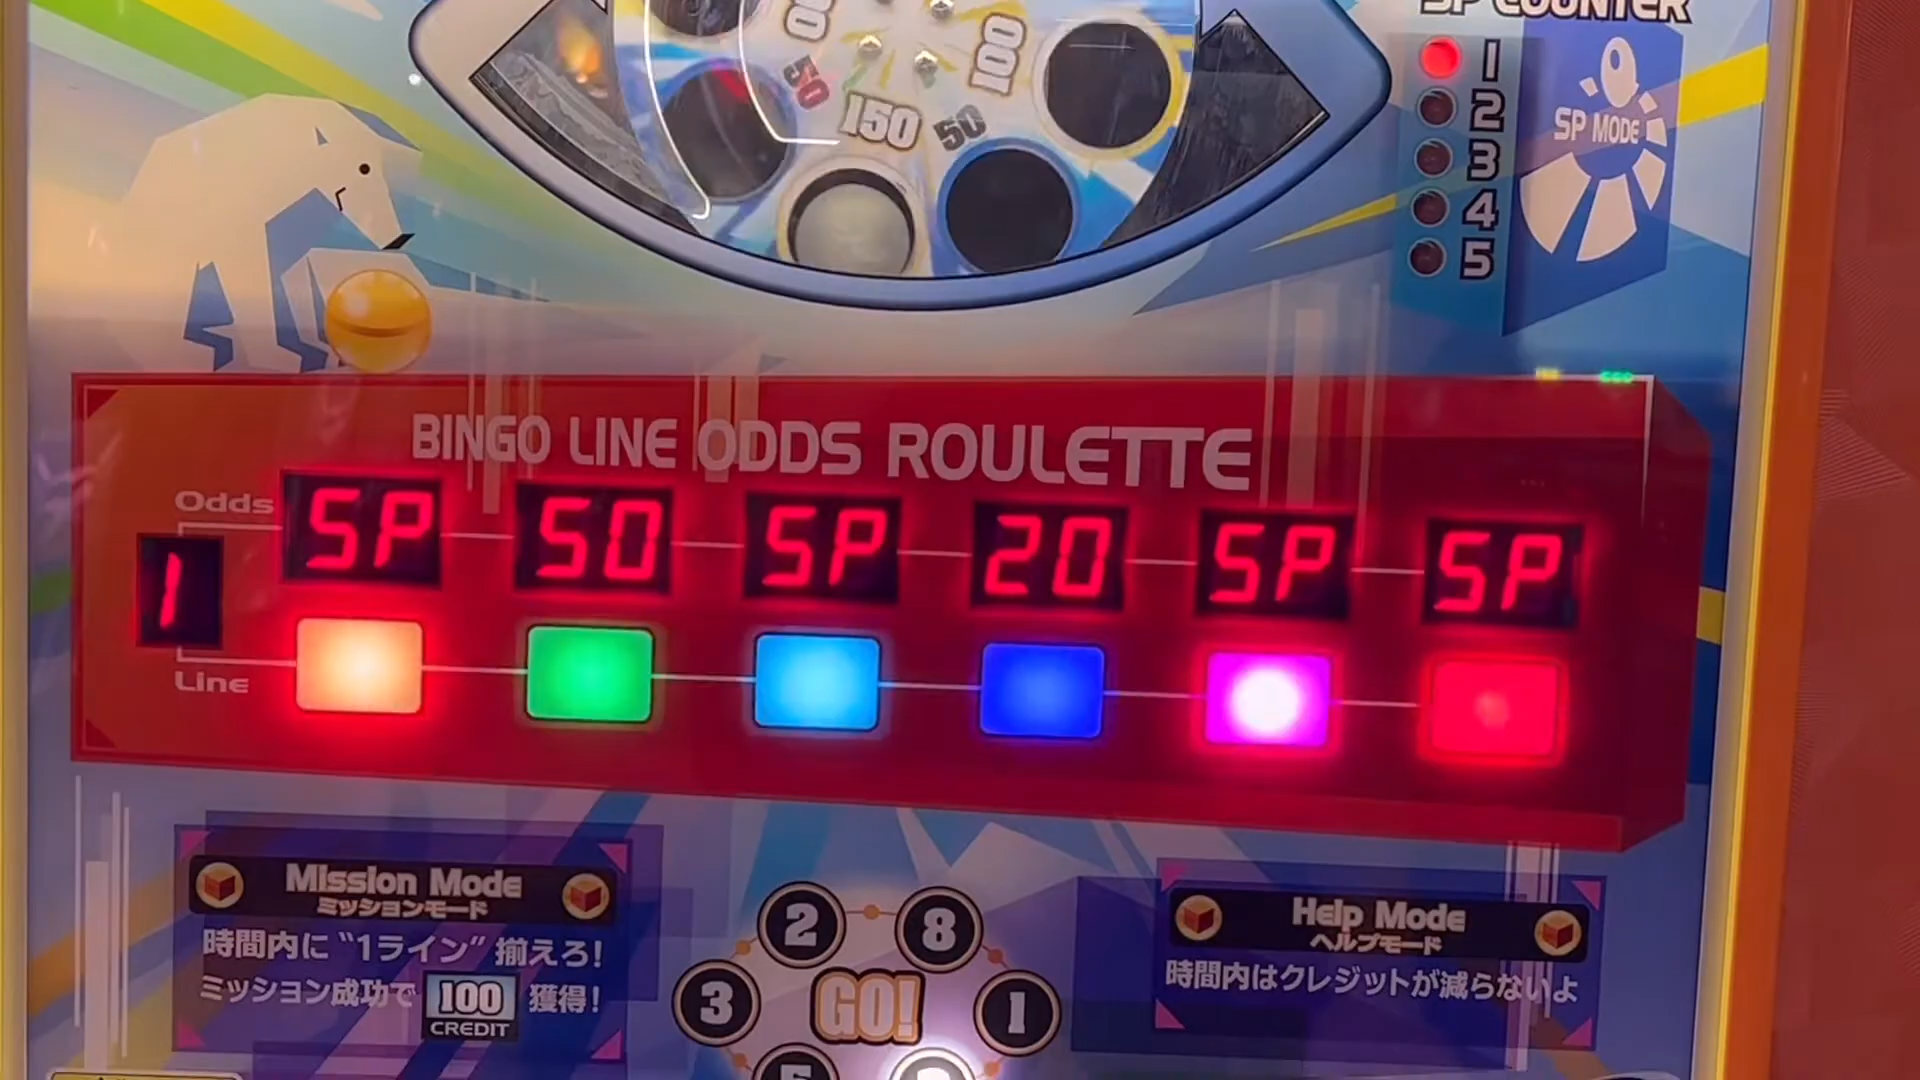 SP COUNTER
1
2
3
4
5
SP MODE
50
150
50
100
BINGO LINE ODDS ROULETTE
Odds
SP 50 SP 20 SP SP
1
Line
Mission Mode
ミッションモード
時間内に“1ライン”揃えろ!
ミッション成功で 100 獲得!
CREDIT
2
8
3
GO!
1
5
Help Mode
ヘルプモード
時間内はクレジットが減らないよ